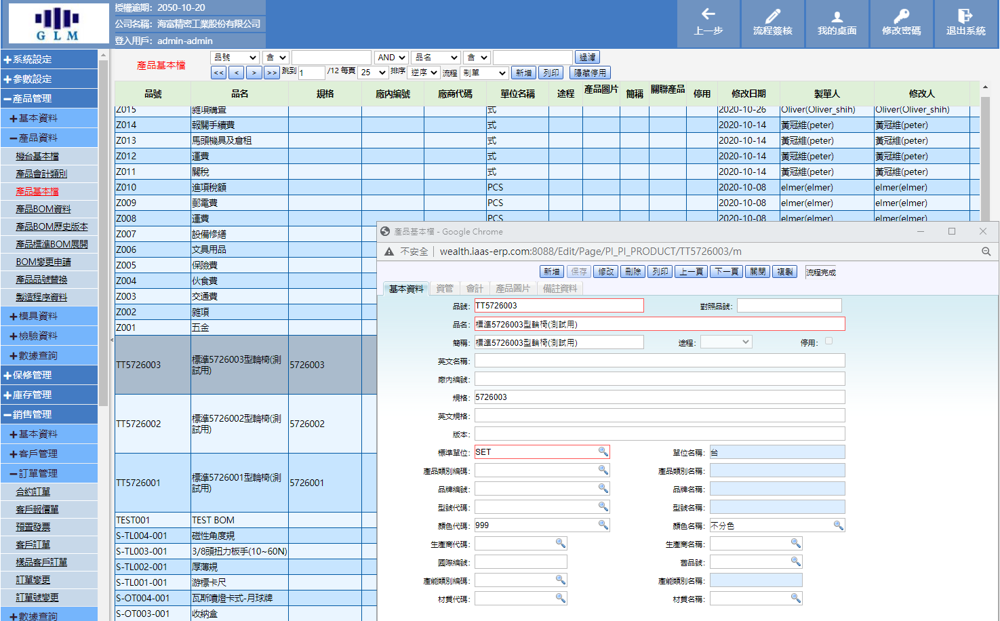 GLM
授權逾期：2050-10-20
公司名稱：海富精密工業股份有限公司
登入用戶：admin-admin
上一步 流程簽核 我的桌面 修改密碼 退出系統
系統設定
參數設定
產品管理
基本資料
產品資料
機台基本檔
產品會計類別
產品基本檔
產品BOM資料
產品BOM歷史版本
產品標準BOM展開
BOM變更申請
產品品號替換
製造程序資料
模具資料
檢驗資料
數據查詢
保修管理
庫存管理
銷售管理
基本資料
客戶管理
訂單管理
合約訂單
客戶報價單
預置發票
客戶訂單
樣品客戶訂單
訂單變更
訂單號變更
數據查詢
產品基本檔
品號 含 AND 品名 含 過濾
<< < > >> 跳到 1 /12 每頁 25 排序 逆序 流程 制單 新增 列印 隱藏停用
品號 品名 規格 廠內編號 廠商代碼 單位名稱 途程 產品圖片 簡稱 關聯產品 停用 修改日期 製單人 修改人
Z015 雜項購置 式 2020-10-26 Oliver(Oliver_shih) Oliver(Oliver_shih)
Z014 報關手續費 式 2020-10-14 黃冠維(peter) 黃冠維(peter)
Z013 馬頭機具及倉租 式 2020-10-14 黃冠維(peter) 黃冠維(peter)
Z012 運費 式 2020-10-14 黃冠維(peter) 黃冠維(peter)
Z011 關稅 式 2020-10-14 黃冠維(peter) 黃冠維(peter)
Z010 進項稅額 PCS 2020-10-08 elmer(elmer) elmer(elmer)
Z009 郵電費 PCS 2020-10-08 elmer(elmer) elmer(elmer)
Z008 運費 PCS 2020-10-08 elmer(elmer) elmer(elmer)
Z007 設備修繕
Z006 文具用品
Z005 保險費
Z004 伙食費
Z003 交通費
Z002 雜項
Z001 五金
TT5726003 標準5726003型輪椅(測試用) 5726003
TT5726002 標準5726002型輪椅(測試用) 5726002
TT5726001 標準5726001型輪椅(測試用) 5726001
TEST001 TEST BOM
S-TL004-001 磁性角度規
S-TL003-001 3/8頭扭力板手(10~60N)
S-TL002-001 厚薄規
S-TL001-001 游標卡尺
S-OT004-001 瓦斯噴燈卡式-月球牌
S-OT003-001 收納盒
產品基本檔 - Google Chrome
不安全 | wealth.iaas-erp.com:8088/Edit/Page/PI_PI_PRODUCT/TT5726003/m
新增 保存 修改 刪除 列印 上一頁 下一頁 關閉 複製 流程完成
基本資料 資管 會計 產品圖片 備註資料
品號： TT5726003 對照品號：
品名： 標準5726003型輪椅(測試用)
簡稱： 標準5726003型輪椅(測試用) 途程： 停用：
英文名稱：
廠內編號：
規格： 5726003
英文規格：
版本：
標準單位： SET 單位名稱： 台
產品類別編碼： 產品類別名稱：
品牌編號： 品牌名稱：
型號代碼： 型號名稱：
顏色代碼： 999 顏色名稱： 不分色
生產商代碼： 生產商名稱：
國際編號： 舊品號：
產能類別編碼： 產能類別名稱：
材質代碼： 材質名稱：